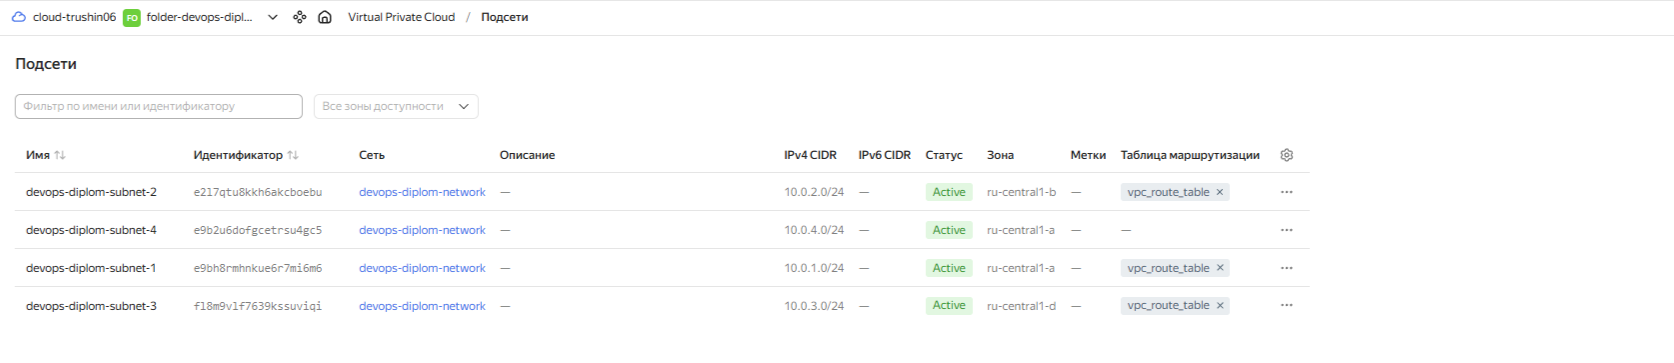 cloud-trushin06 FO folder-devops-dipl... Virtual Private Cloud / Подсети
Подсети
Фильтр по имени или идентификатору Все зоны доступности
Имя Идентификатор Сеть Описание IPv4 CIDR IPv6 CIDR Статус Зона Метки Таблица маршрутизации
devops-diplom-subnet-2 e2l7qtu8kkh6akcboebu devops-diplom-network — 10.0.2.0/24 — Active ru-central1-b — vpc_route_table ×
devops-diplom-subnet-4 e9b2u6dofgcetrsu4gc5 devops-diplom-network — 10.0.4.0/24 — Active ru-central1-a — —
devops-diplom-subnet-1 e9bh8rmhnkue6r7mi6m6 devops-diplom-network — 10.0.1.0/24 — Active ru-central1-a — vpc_route_table ×
devops-diplom-subnet-3 fl8m9vlf7639kssuviqi devops-diplom-network — 10.0.3.0/24 — Active ru-central1-d — vpc_route_table ×